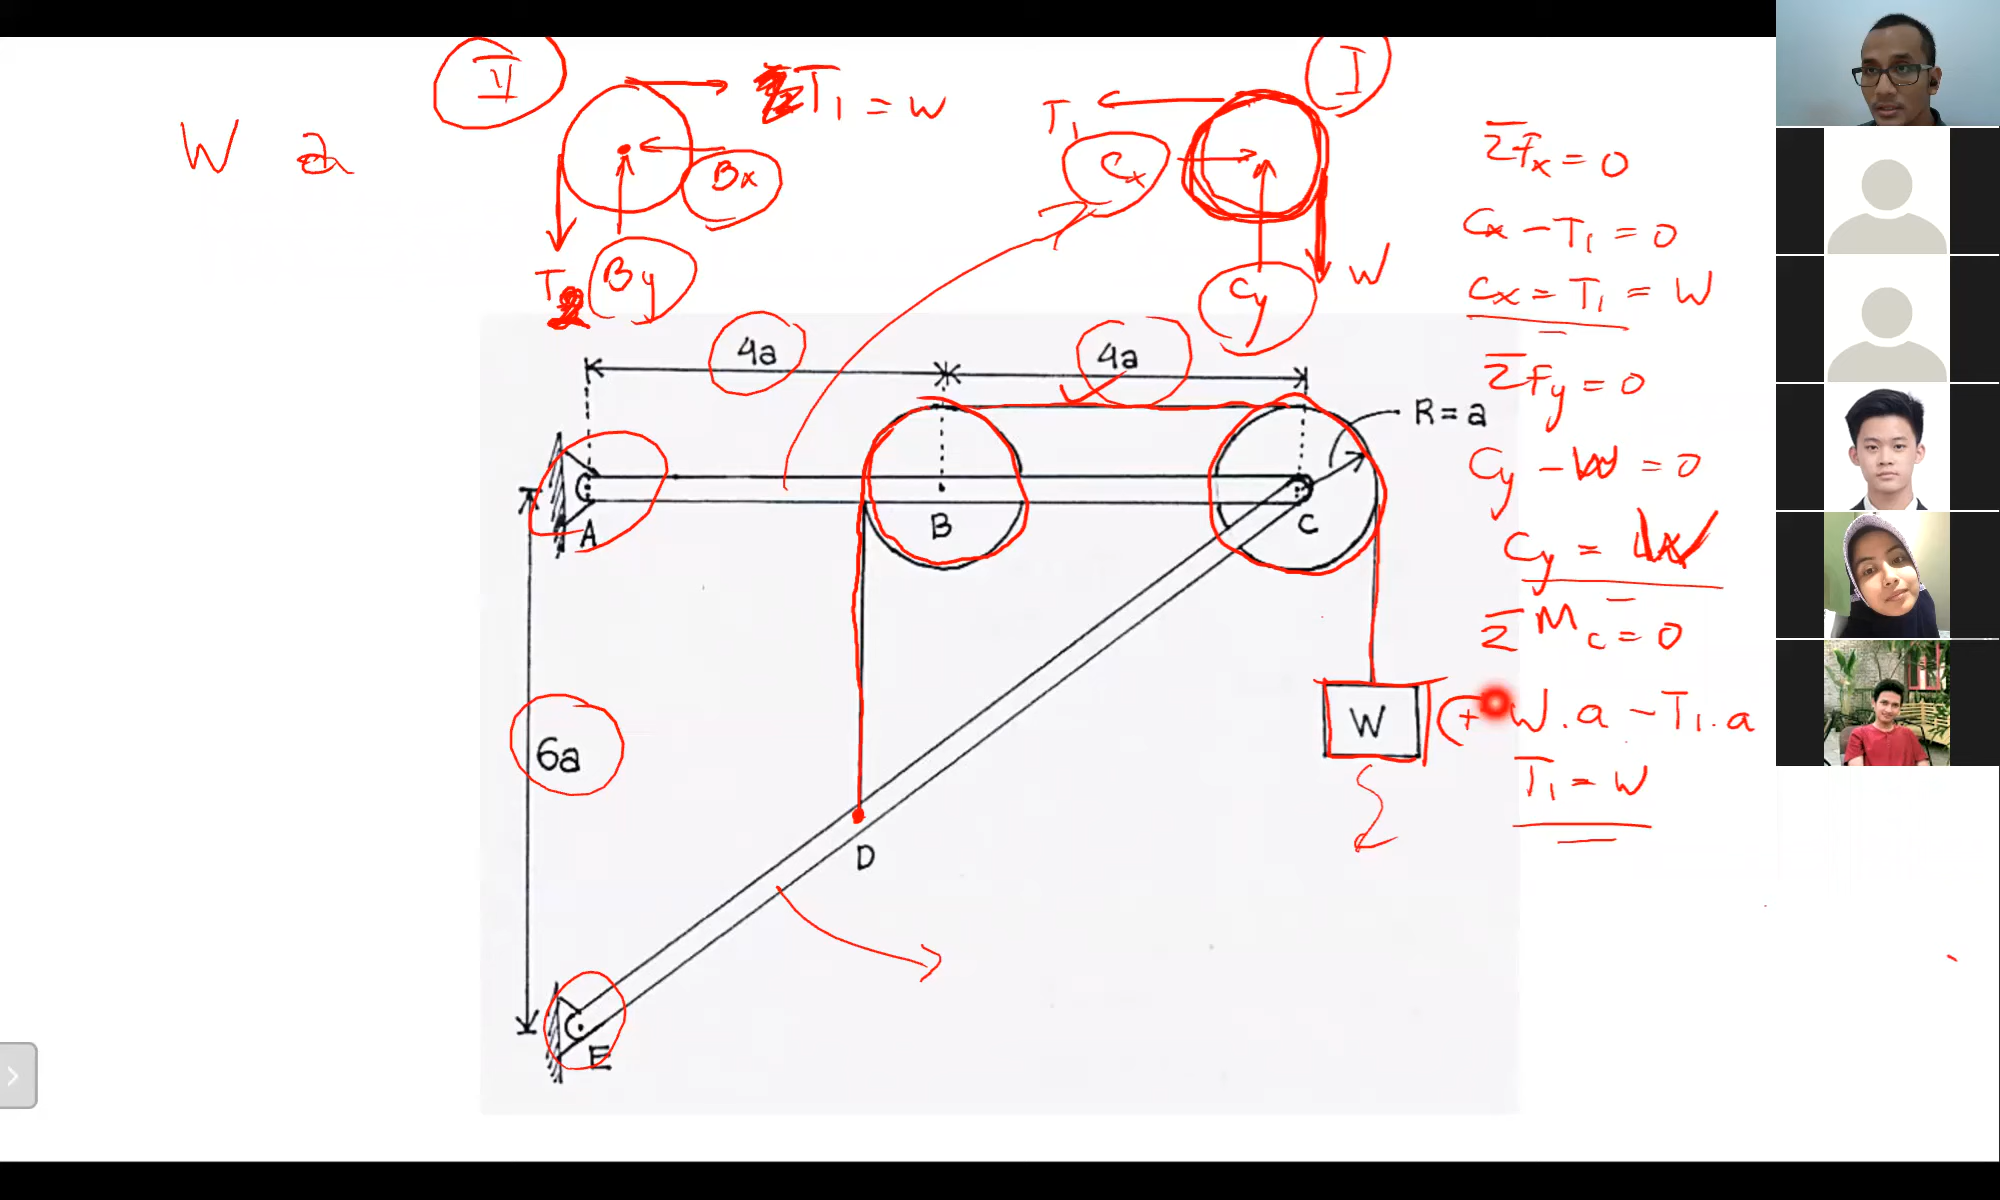 II
T₁ = W
W a
Bx
By
T
I
T₁
Cx
Cy
W
ΣFx = 0
Cx - T₁ = 0
Cx = T₁ = W
ΣFy = 0
Cy - W = 0
Cy = W
ΣMc = 0
(+ W.a - T₁.a
T₁ = W
4a
4a
R = a
A
B
C
6a
W
D
E